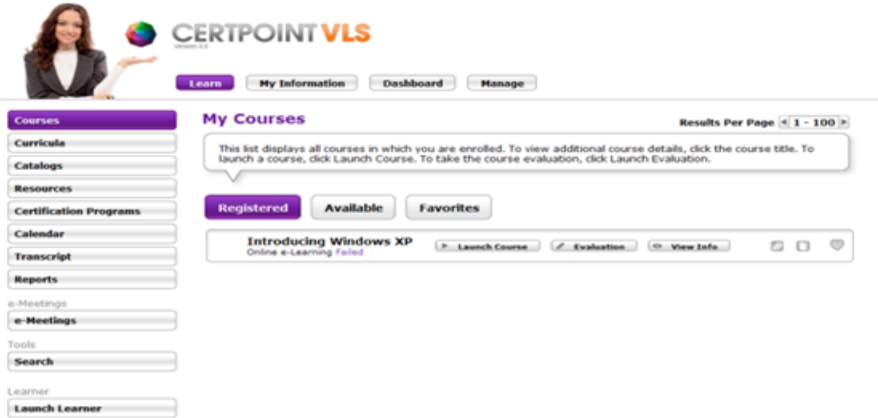 CERTPOINT VLS
Version 5.0
Learn
My Information
Dashboard
Manage
Courses
Curricula
Catalogs
Resources
Certification Programs
Calendar
Transcript
Reports
e-Meetings
e-Meetings
Tools
Search
Learner
Launch Learner
My Courses
Results Per Page < 1 - 100 >
This list displays all courses in which you are enrolled. To view additional course details, click the course title. To
launch a course, click Launch Course. To take the course evaluation, click Launch Evaluation.
Registered
Available
Favorites
Introducing Windows XP
Online e-Learning Failed
Launch Course
Evaluation
View Info